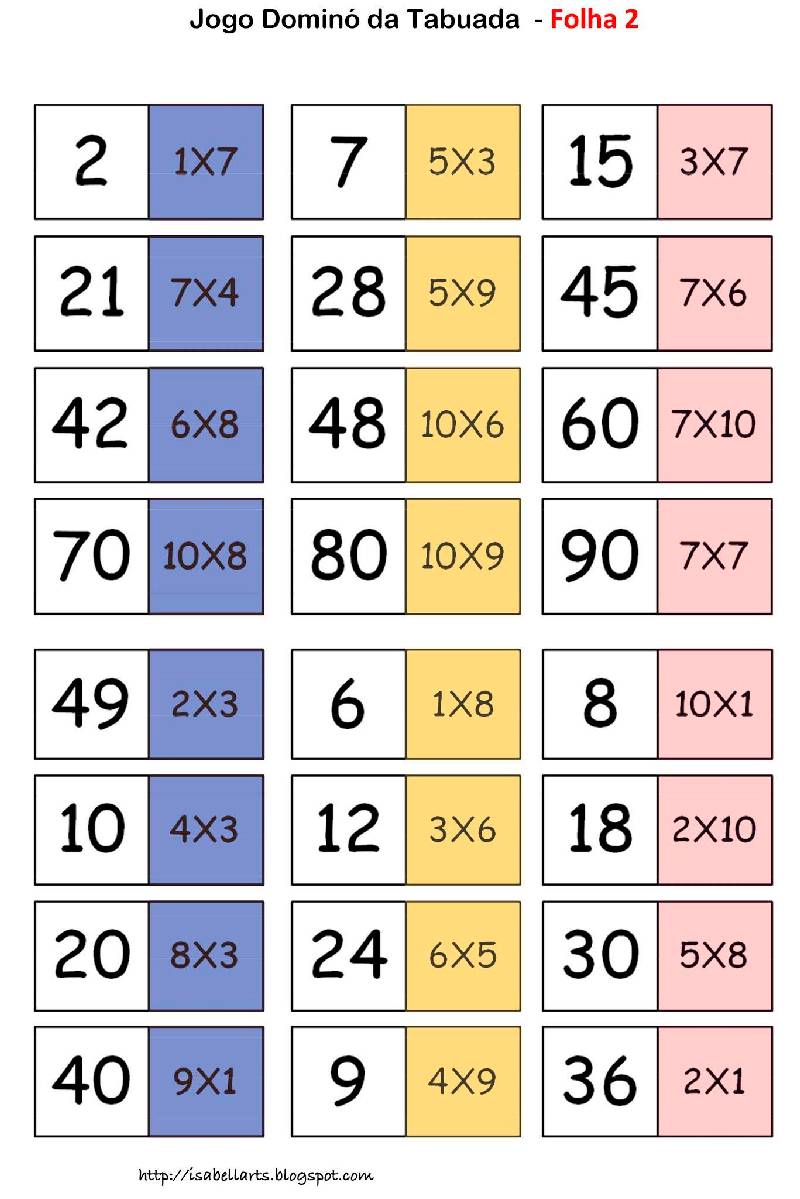 Jogo Dominó da Tabuada - Folha 2
2 1X7 7 5X3 15 3X7
21 7X4 28 5X9 45 7X6
42 6X8 48 10X6 60 7X10
70 10X8 80 10X9 90 7X7
49 2X3 6 1X8 8 10X1
10 4X3 12 3X6 18 2X10
20 8X3 24 6X5 30 5X8
40 9X1 9 4X9 36 2X1
http://isabellarts.blogspot.com